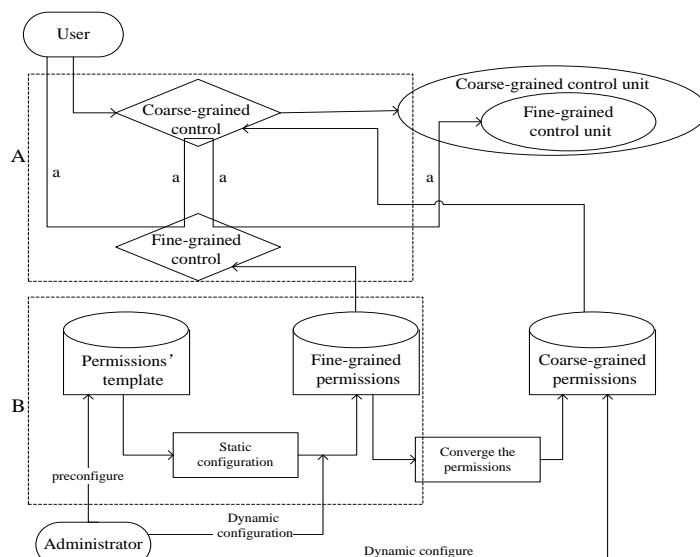 User
Coarse-grained control unit
Coarse-grained
control
Fine-grained
control unit
A
a
a
a
a
Fine-grained
control
Permissions’
template
Fine-grained
permissions
Coarse-grained
permissions
B
Static
configuration
Converge the
permissions
preconfigure
Dynamic
configuration
Administrator
Dynamic configure